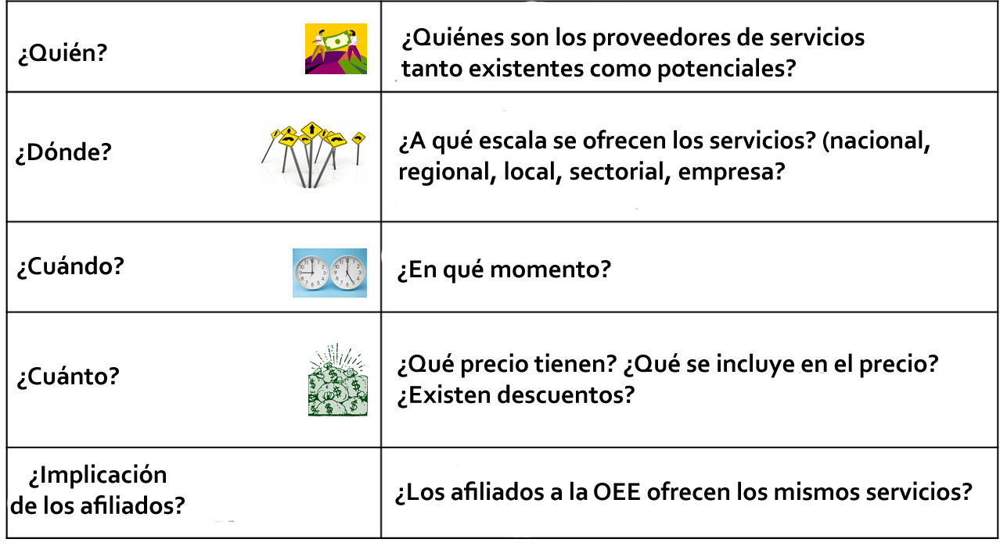 ¿Quién?
¿Quiénes son los proveedores de servicios
tanto existentes como potenciales?
¿Dónde?
¿A qué escala se ofrecen los servicios? (nacional,
regional, local, sectorial, empresa?
¿Cuándo?
¿En qué momento?
¿Cuánto?
¿Qué precio tienen? ¿Qué se incluye en el precio?
¿Existen descuentos?
¿Implicación
de los afiliados?
¿Los afiliados a la OEE ofrecen los mismos servicios?